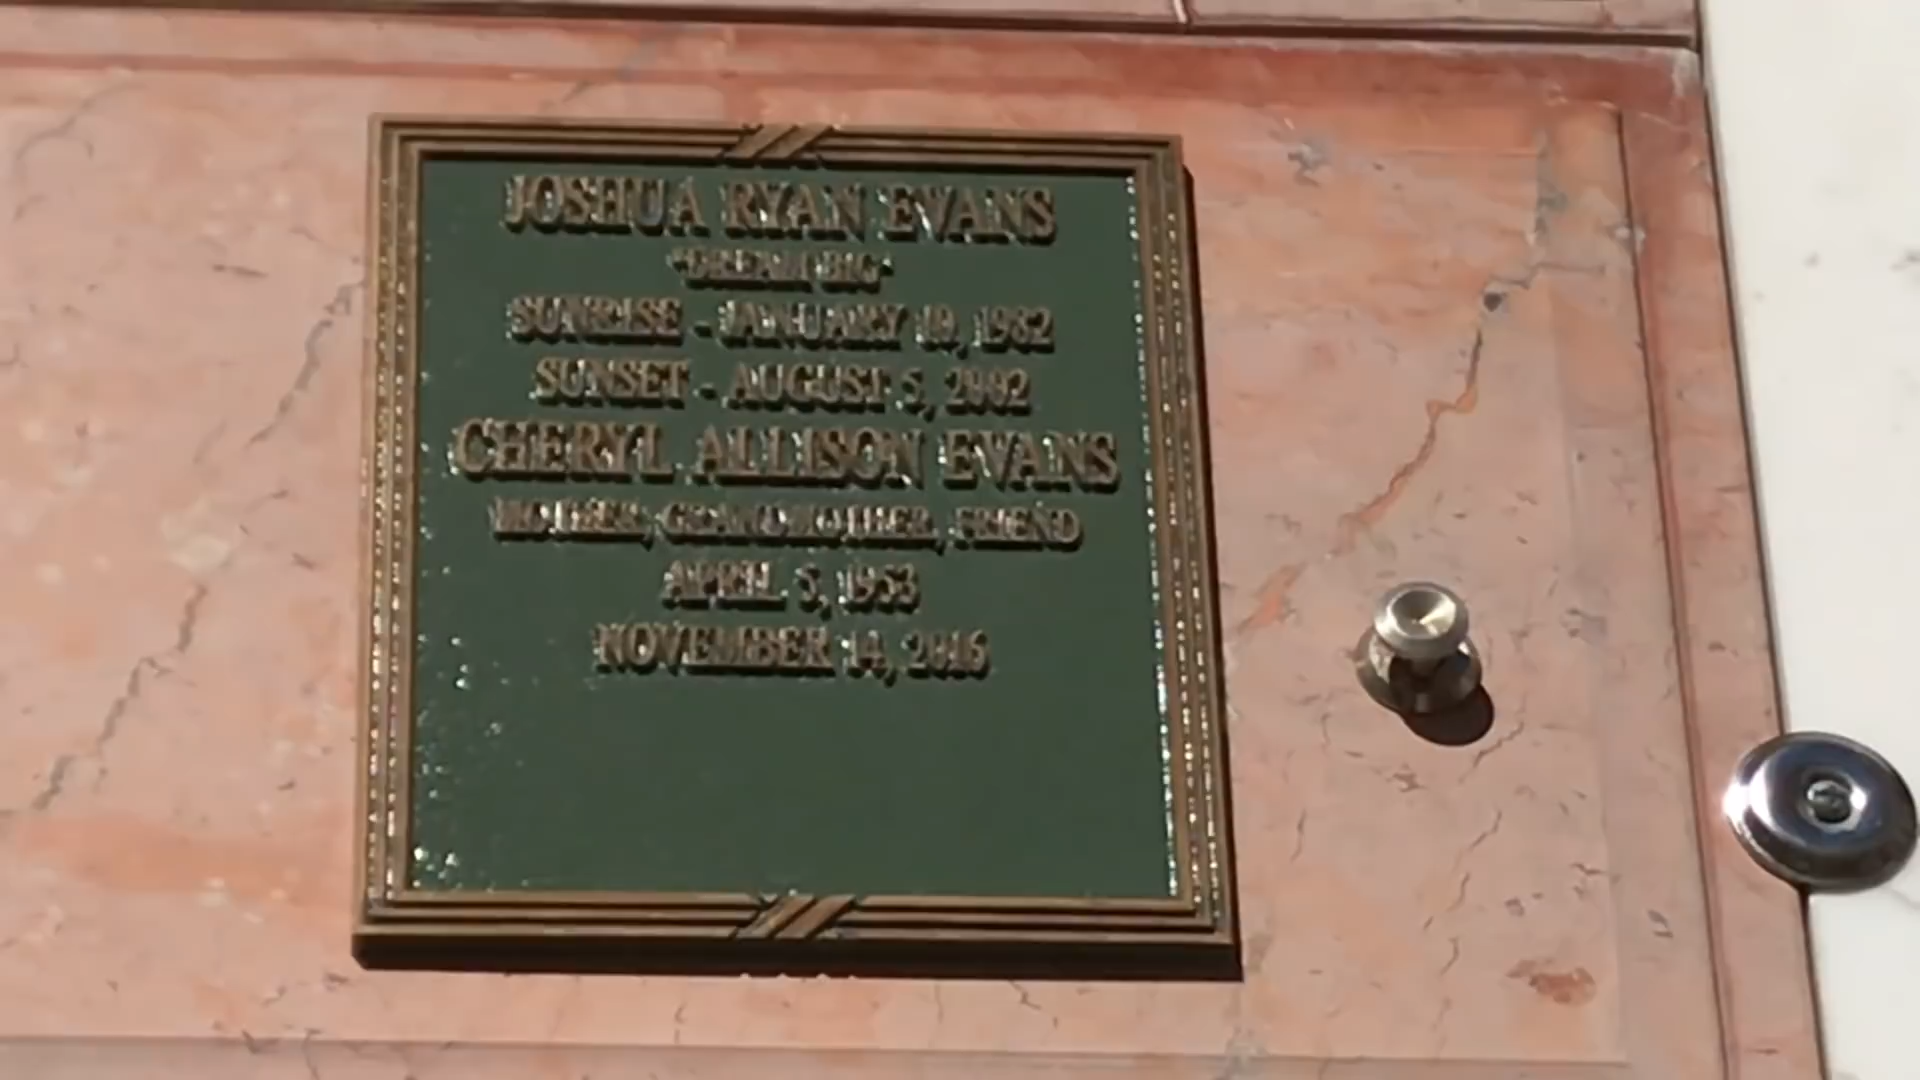 JOSHUA RYAN EVANS
"DREAM BIG"
SUNRISE - JANUARY 10, 1982
SUNSET - AUGUST 5, 2002
CHERYL ALLISON EVANS
MOTHER, GRANDMOTHER, FRIEND
APRIL 5, 1953
NOVEMBER 14, 2016